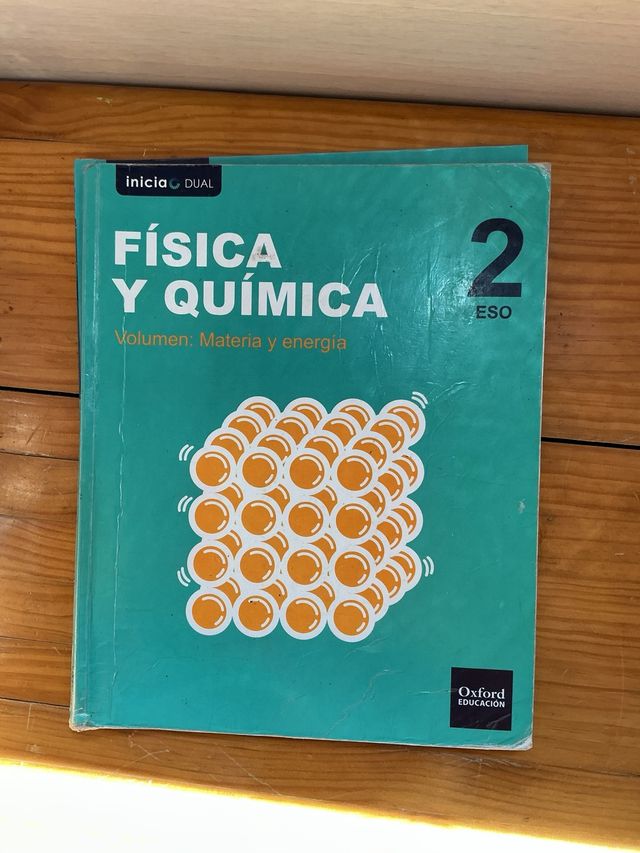 inicia DUAL
FÍSICA
Y QUÍMICA
2
ESO
Volumen: Materia y energía
Oxford
EDUCACIÓN